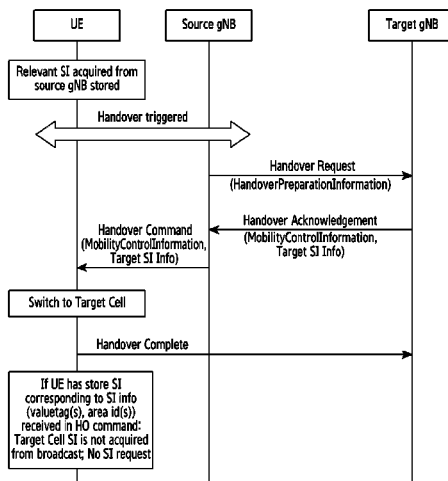 UE
Source gNB
Target gNB
Relevant SI acquired from
source gNB stored
Handover triggered
Handover Request
(HandoverPreparationInformation)
Handover Acknowledgement
(MobilityControlInformation,
Target SI Info)
Handover Command
(MobilityControlInformation,
Target SI Info)
Switch to Target Cell
Handover Complete
If UE has store SI
corresponding to SI info
(valuetag(s), area id(s))
received in HO command:
Target Cell SI is not acquired
from broadcast; No SI request